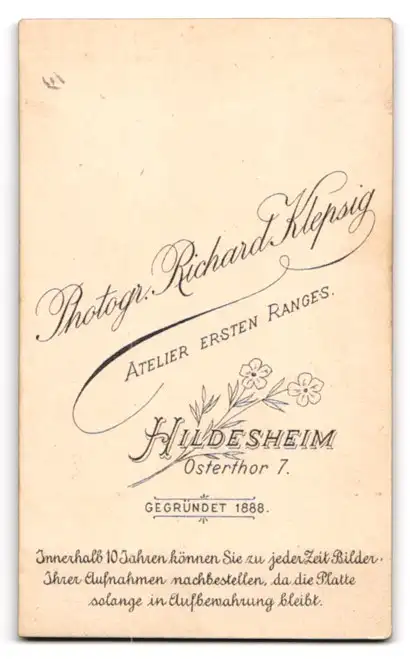 Photogr. Richard Klepsig
ATELIER ERSTEN RANGES.
HILDESHEIM
Osterthor 7.
GEGRÜNDET 1888.
Innerhalb 10 Jahren können Sie zu jeder Zeit Bilder
Ihrer Aufnahmen nachbestellen, da die Platte
solange in Aufbewahrung bleibt.